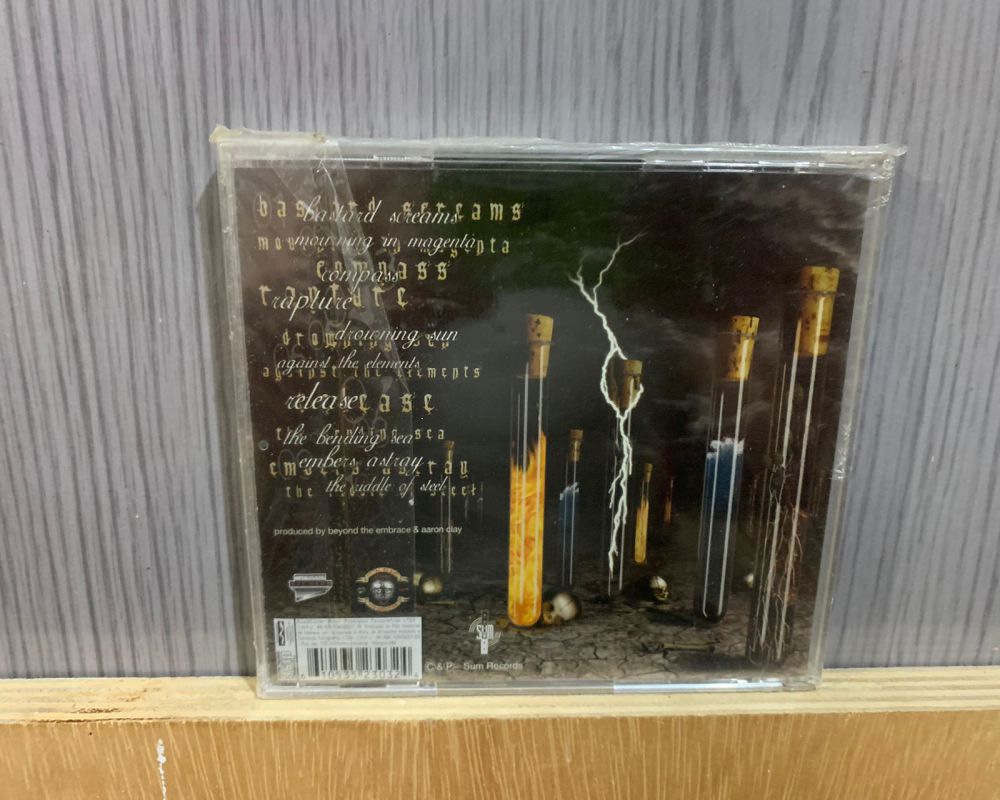 bastard screams
mourning in magenta
compass
rapture
drowning sun
against the elements
release
the bending sea
embers astray
the riddle of steel
produced by beyond the embrace & aaron clay
SUM
C & P – Sum Records